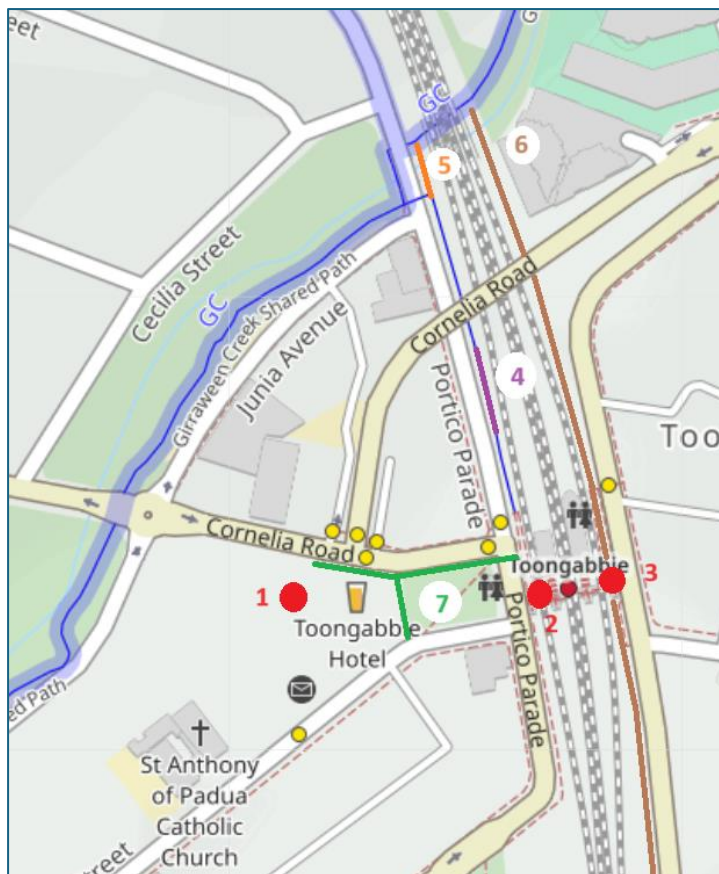 reet
GC
G
6
5
Cecilia Street
GC
Cornelia Road
Girraween Creek Shared Path
Junia Avenue
4
Portico Parade
Too
Cornelia Road
Toongabbie
1
7
2
3
Toongabbie
Hotel
Portico Parade
ed Path
St Anthony
of Padua
Catholic
Church
Street